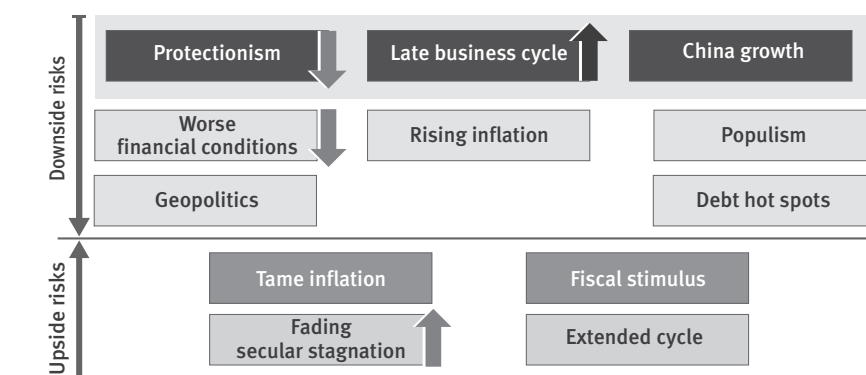 Downside risks
Protectionism
Late business cycle
China growth
Worse
financial conditions
Rising inflation
Populism
Geopolitics
Debt hot spots
Upside risks
Tame inflation
Fiscal stimulus
Fading
secular stagnation
Extended cycle